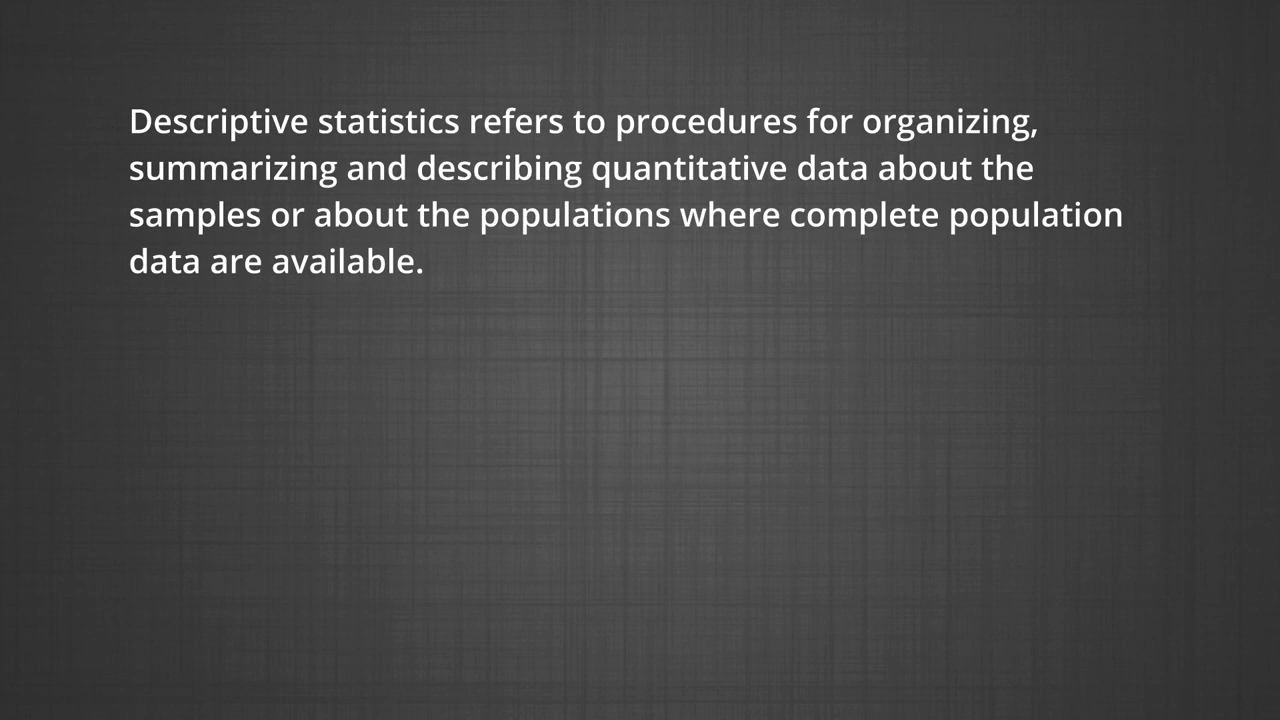 Descriptive statistics refers to procedures for organizing,
summarizing and describing quantitative data about the
samples or about the populations where complete population
data are available.